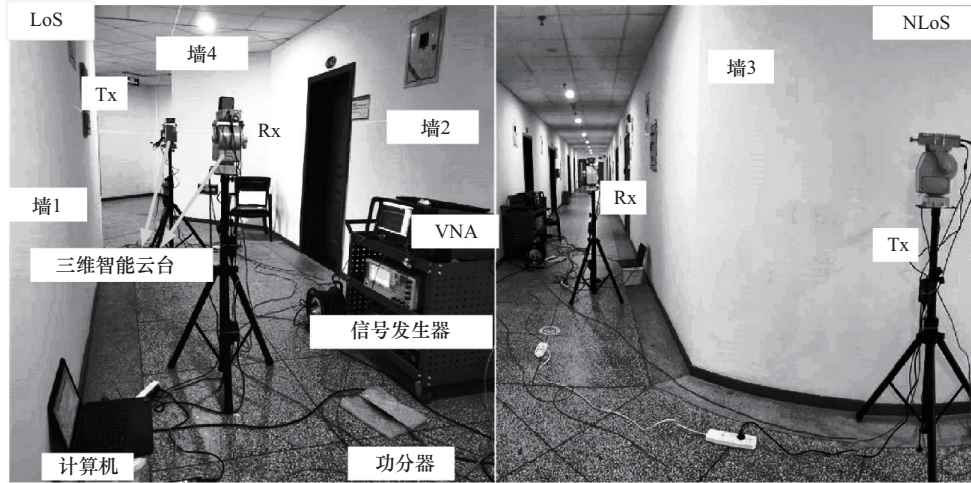 LoS
墙4
Tx
Rx
墙2
墙1
VNA
三维智能云台
信号发生器
计算机
功分器
NLoS
墙3
Rx
Tx